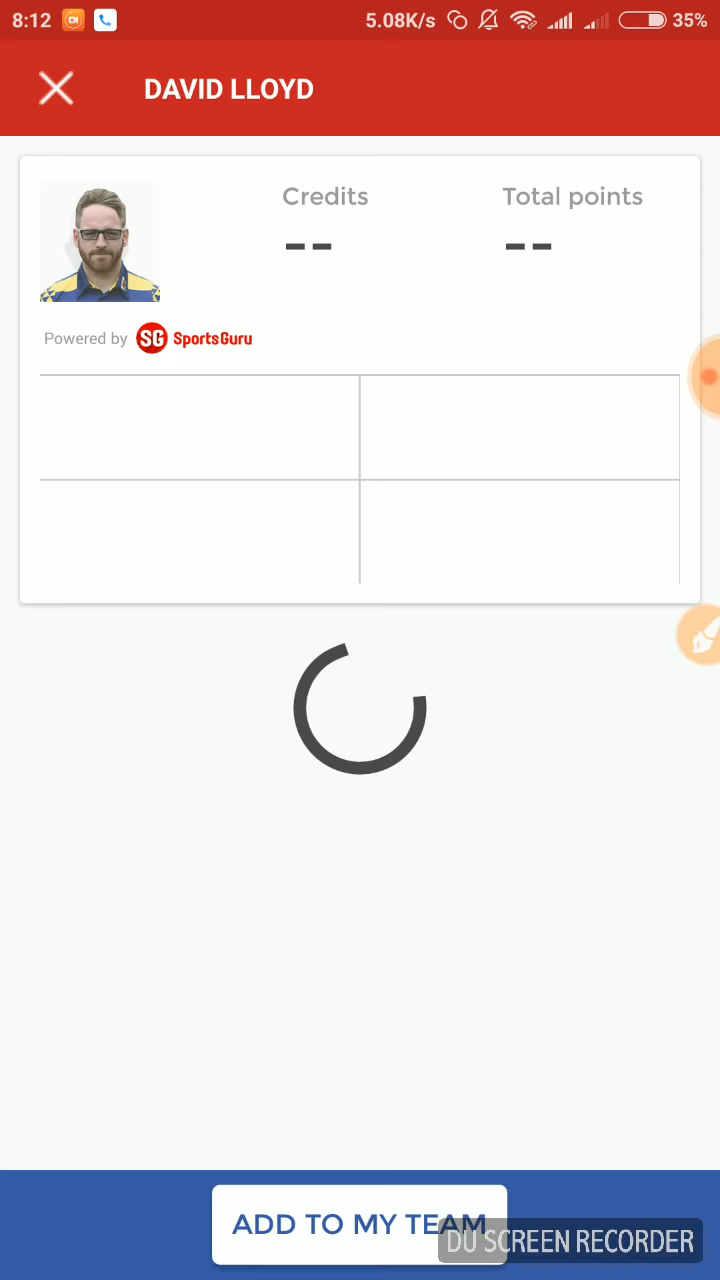 8:12 5.08K/s 35%
DAVID LLOYD
Credits Total points
-- --
Powered by SG SportsGuru
ADD TO MY TEAM
DU SCREEN RECORDER